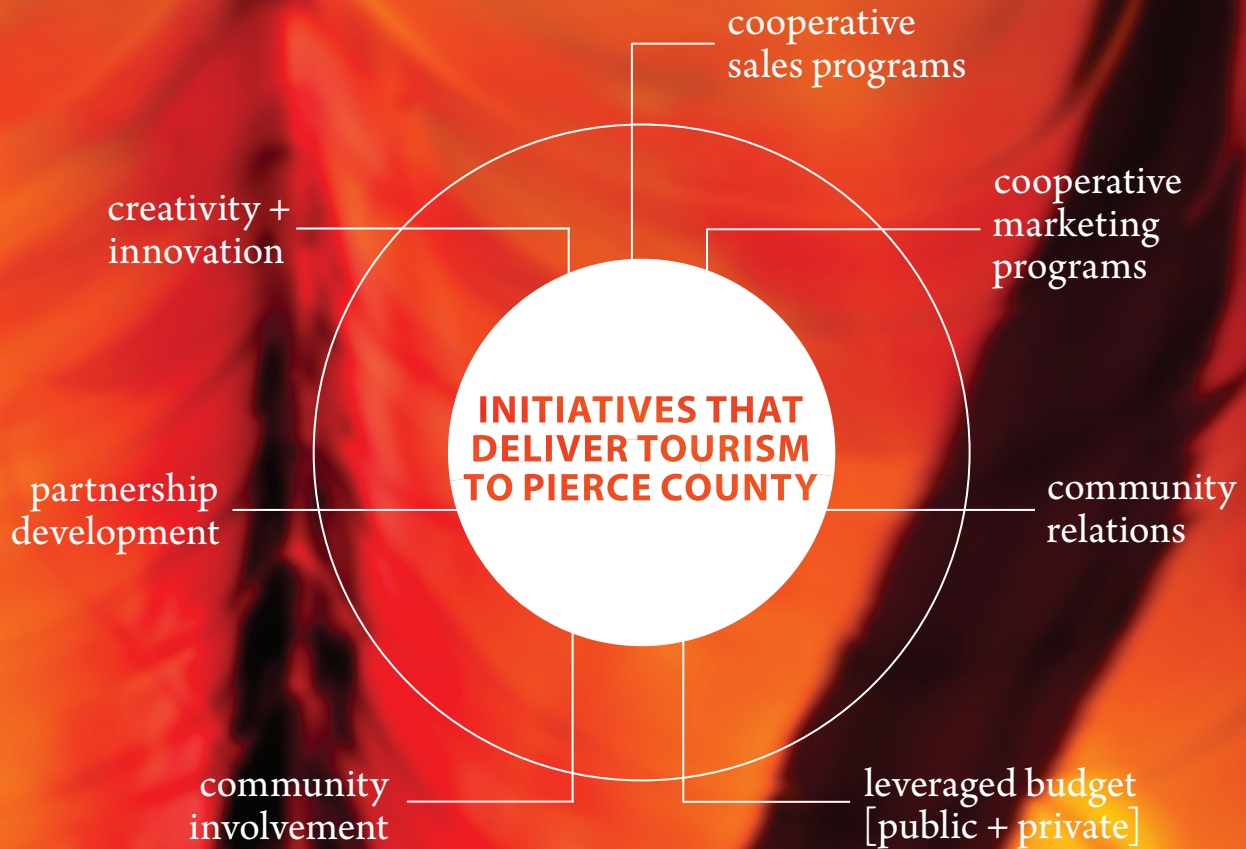 cooperative
sales programs
creativity +
innovation
cooperative
marketing
programs
INITIATIVES THAT
DELIVER TOURISM
TO PIERCE COUNTY
partnership
development
community
relations
community
involvement
leveraged budget
[public + private]